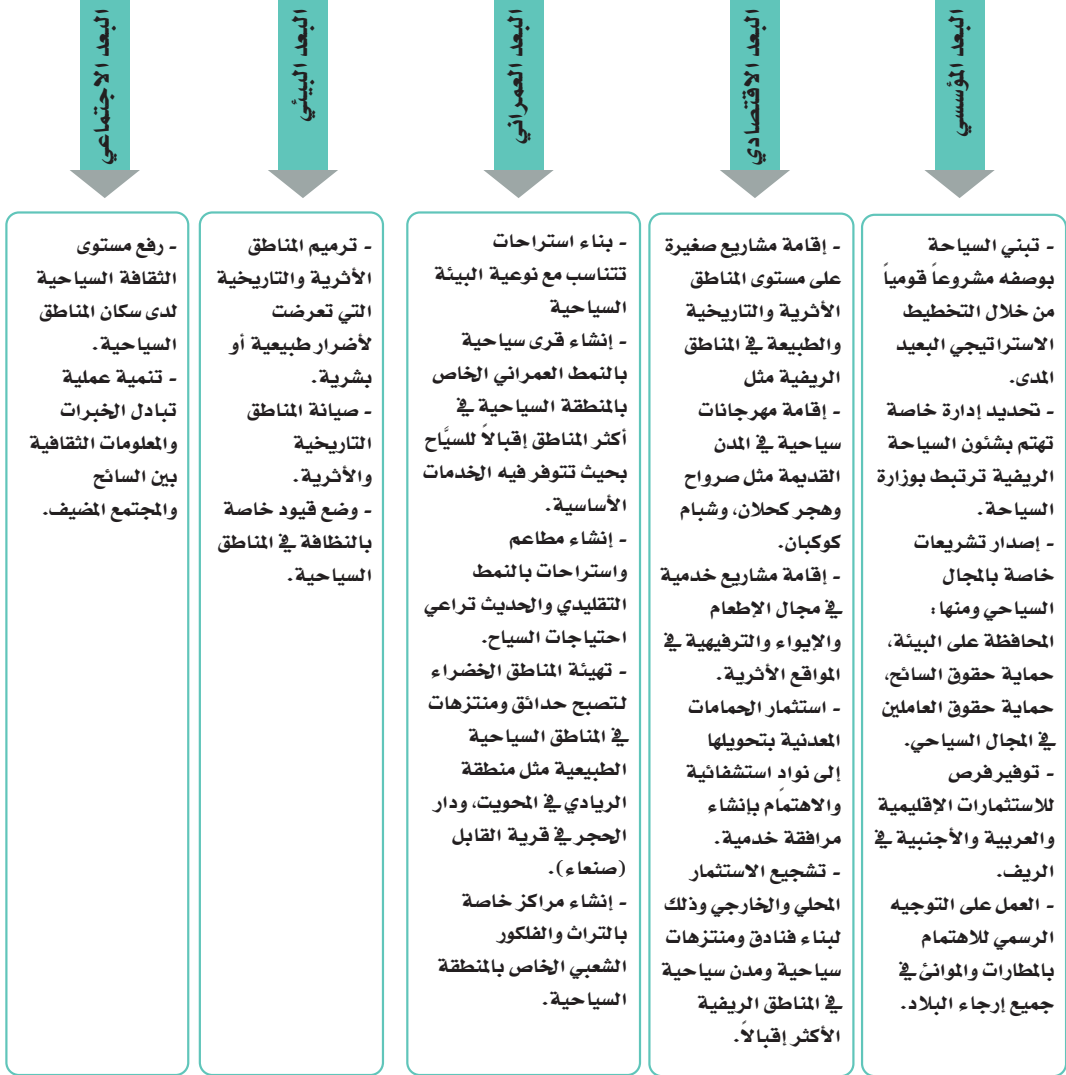 البعد المؤسسي
- تبني السياحة
بوصفه مشروعاً قومياً
من خلال التخطيط
الاستراتيجي البعيد
المدى.
- تحديد إدارة خاصة
تهتم بشئون السياحة
الريفية ترتبط بوزارة
السياحة.
- إصدار تشريعات
خاصة بالمجال
السياحي ومنها:
المحافظة على البيئة،
حماية حقوق السائح،
حماية حقوق العاملين
في المجال السياحي.
- توفير فرص
للاستثمارات الإقليمية
والعربية والأجنبية في
الريف.
- العمل على التوجيه
الرسمي للاهتمام
بالمطارات والموانئ في
جميع إرجاء البلاد.
البعد الاقتصادي
- إقامة مشاريع صغيرة
على مستوى المناطق
الأثرية والتاريخية
والطبيعة في المناطق
الريفية مثل
- إقامة مهرجانات
سياحية في المدن
القديمة مثل صرواح
وهجر كحلان، وشبام
كوكبان.
- إقامة مشاريع خدمية
في مجال الإطعام
والإيواء والترفيهية في
المواقع الأثرية.
- استثمار الحمامات
المعدنية بتحويلها
إلى نواد استشفائية
والاهتمام بإنشاء
مرافقة خدمية.
- تشجيع الاستثمار
المحلي والخارجي وذلك
لبناء فنادق ومنتزهات
سياحية ومدن سياحية
في المناطق الريفية
الأكثر إقبالاً.
البعد العمراني
- بناء استراحات
تتناسب مع نوعية البيئة
السياحية
- إنشاء قرى سياحية
بالنمط العمراني الخاص
بالمنطقة السياحية في
أكثر المناطق إقبالاً للسيَّاح
بحيث تتوفر فيه الخدمات
الأساسية.
- إنشاء مطاعم
واستراحات بالنمط
التقليدي والحديث تراعي
احتياجات السياح.
- تهيئة المناطق الخضراء
لتصبح حدائق ومنتزهات
في المناطق السياحية
الطبيعية مثل منطقة
الريادي في المحويت، ودار
الحجر في قرية القابل
(صنعاء).
- إنشاء مراكز خاصة
بالتراث والفلكور
الشعبي الخاص بالمنطقة
السياحية.
البعد البيئي
- ترميم المناطق
الأثرية والتاريخية
التي تعرضت
لأضرار طبيعية أو
بشرية.
- صيانة المناطق
التاريخية
والأثرية.
- وضع قيود خاصة
بالنظافة في المناطق
السياحية.
البعد الاجتماعي
- رفع مستوى
الثقافة السياحية
لدى سكان المناطق
السياحية.
- تنمية عملية
تبادل الخبرات
والمعلومات الثقافية
بين السائح
والمجتمع المضيف.